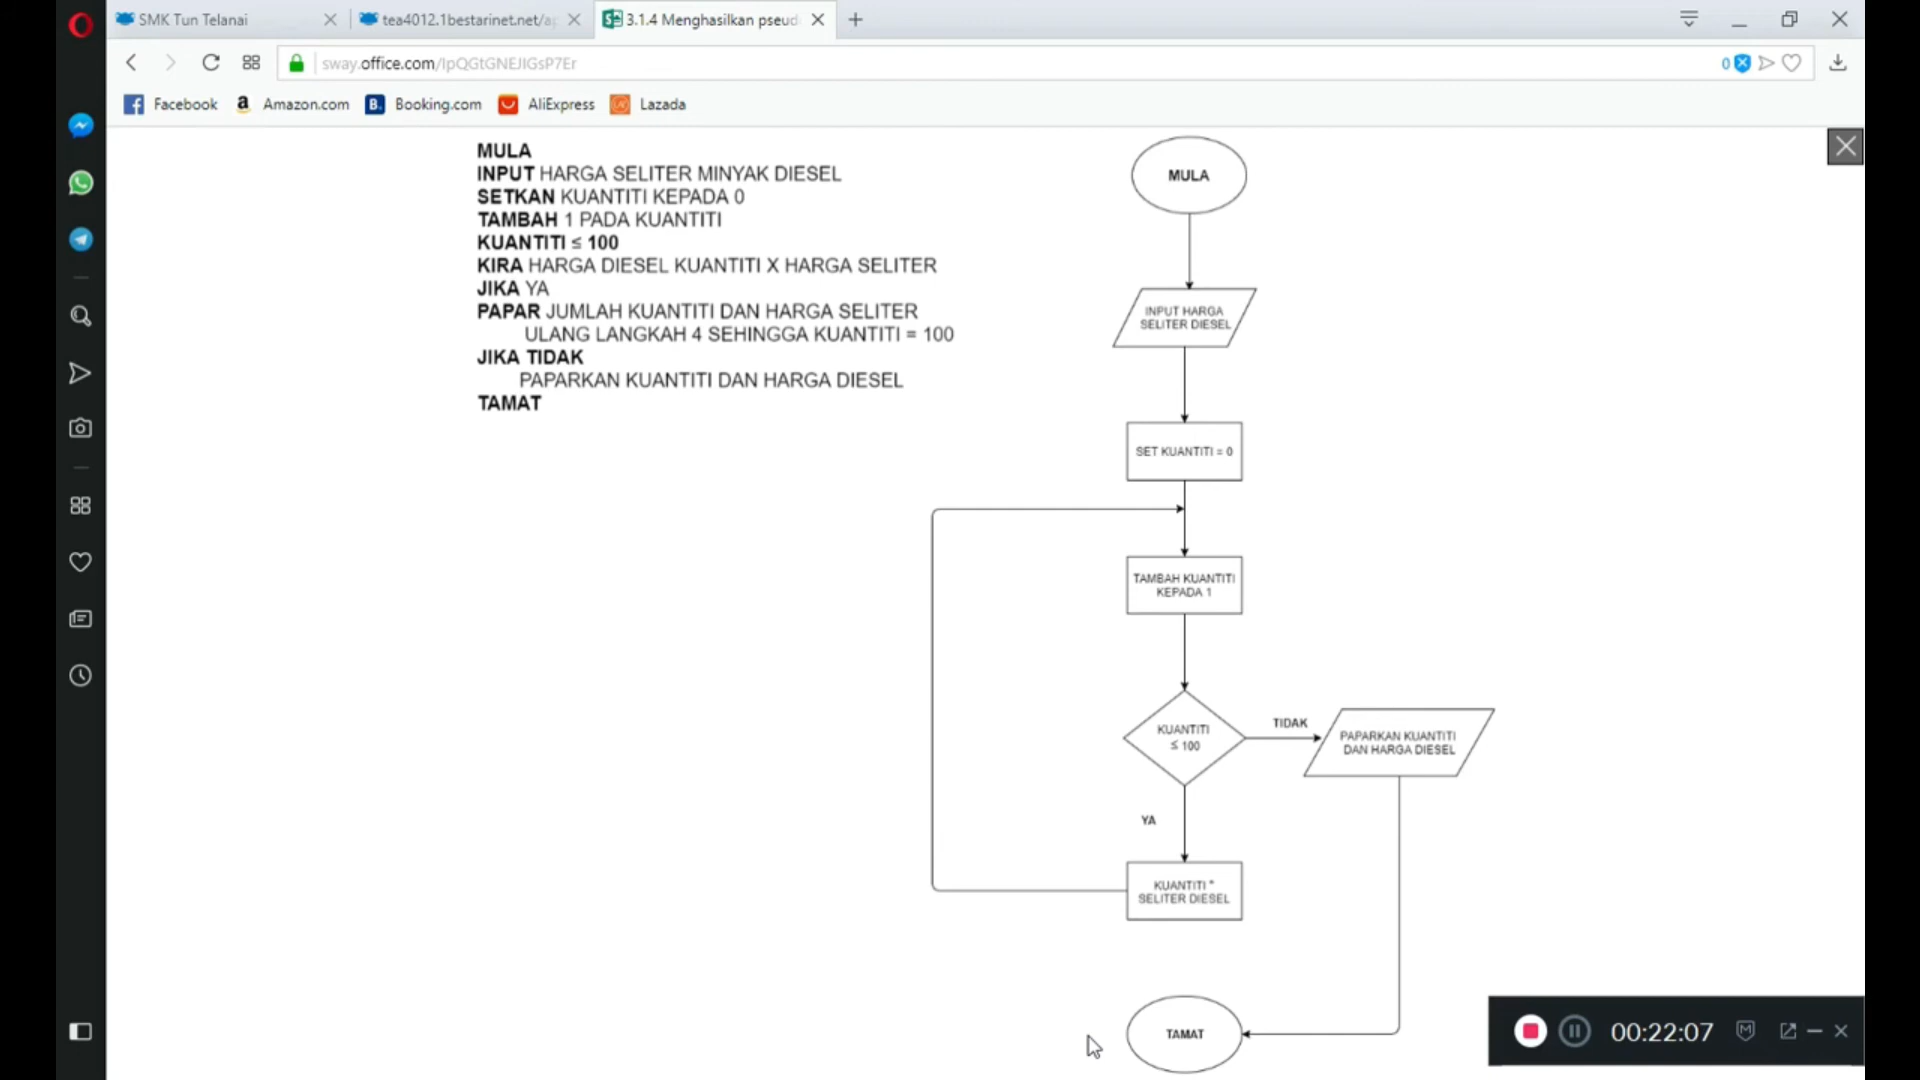 SMK Tun Telanai
tea4012.1bestarinet.net/a
3.1.4 Menghasilkan pseud
sway.office.com/IpQGtGNEJIGsP7Er
0
Facebook
Amazon.com
Booking.com
AliExpress
Lazada
MULA
INPUT HARGA SELITER MINYAK DIESEL
SETKAN KUANTITI KEPADA 0
TAMBAH 1 PADA KUANTITI
KUANTITI ≤ 100
KIRA HARGA DIESEL KUANTITI X HARGA SELITER
JIKA YA
PAPAR JUMLAH KUANTITI DAN HARGA SELITER
ULANG LANGKAH 4 SEHINGGA KUANTITI = 100
JIKA TIDAK
PAPARKAN KUANTITI DAN HARGA DIESEL
TAMAT
MULA
INPUT HARGA
SELITER DIESEL
SET KUANTITI = 0
TAMBAH KUANTITI
KEPADA 1
KUANTITI
≤ 100
TIDAK
PAPARKAN KUANTITI
DAN HARGA DIESEL
YA
KUANTITI *
SELITER DIESEL
TAMAT
00:22:07